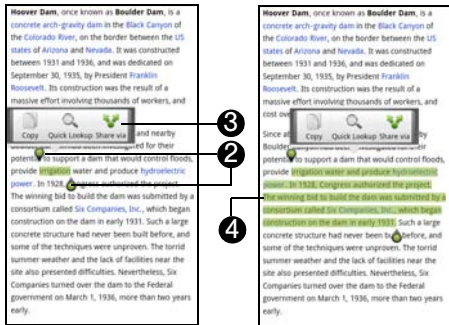 Hoover Dam, once known as Boulder Dam, is a
concrete arch-gravity dam in the Black Canyon of
the Colorado River, on the border between the US
states of Arizona and Nevada. It was constructed
between 1931 and 1936, and was dedicated on
September 30, 1935, by President Franklin
Roosevelt. Its construction was the result of a
massive effort involving thousands of workers, and
Copy Quick Lookup Share via
and nearby
for their
to support a dam that would control floods,
provide irrigation water and produce hydroelectric
power. In 1928, Congress authorized the project.
The winning bid to build the dam was submitted by a
consortium called Six Companies, Inc., which began
construction on the dam in early 1931. Such a large
concrete structure had never been built before, and
some of the techniques were unproven. The torrid
summer weather and the lack of facilities near the
site also presented difficulties. Nevertheless, Six
Companies turned over the dam to the Federal
government on March 1, 1936, more than two years
early.
3
2
4
Hoover Dam, once known as Boulder Dam, is a
concrete arch-gravity dam in the Black Canyon of
the Colorado River, on the border between the US
states of Arizona and Nevada. It was constructed
between 1931 and 1936, and was dedicated on
September 30, 1935, by President Franklin
Roosevelt. Its construction was the result of a
massive effort involving thousands of workers, and
cost
Copy Quick Lookup Share via
Since
for their
to support a dam that would control floods,
provide irrigation water and produce hydroelectric
power. In 1928, Congress authorized the project.
The winning bid to build the dam was submitted by a
consortium called Six Companies, Inc., which began
construction on the dam in early 1931. Such a large
concrete structure had never been before, and
some of the techniques were unproven. The torrid
summer weather and the lack of facilities near the
site also presented difficulties. Nevertheless, Six
Companies turned over the dam to the Federal
government on March 1, 1936, more than two years
early.